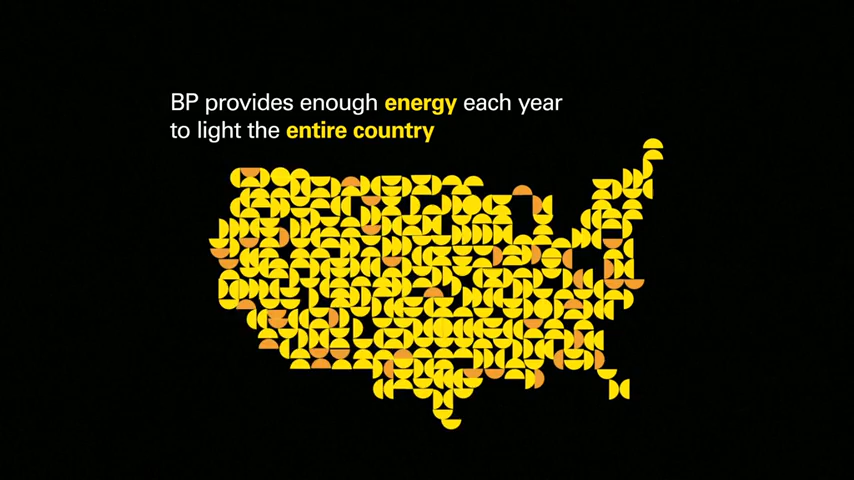 BP provides enough energy each year
to light the entire country